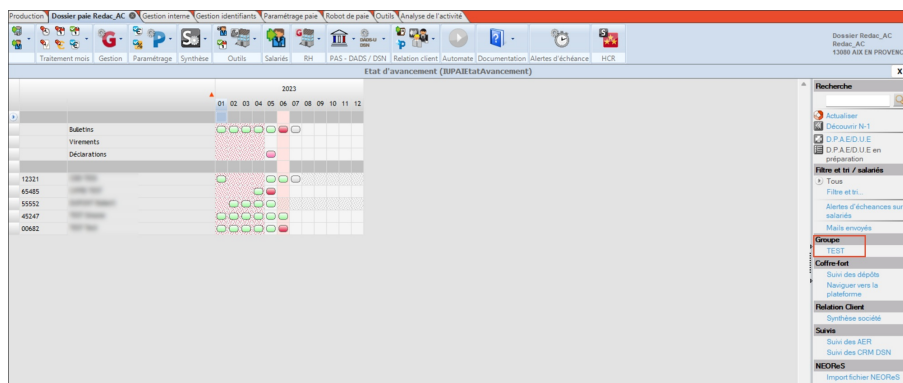 Production Dossier paie Redac_AC Gestion interne Gestion identifiants Paramétrage paie Robot de paie Outils Analyse de l'activité
Traitement mois Gestion Paramétrage Synthèse Outils Salariés RH PAS - DADS / DSN Relation client Automate Documentation Alertes d'échéance HCR
Dossier Redac_AC
Redac_AC
13080 AIX EN PROVENC
Etat d'avancement (IUPAIEtatAvancement) X
2023
01 02 03 04 05 06 07 08 09 10 11 12
Bulletins
Virements
Déclarations
12321
65485
55552
45247
00682
Recherche
Actualiser
Découvrir N-1
D.P.A.E/D.U.E
D.P.A.E/D.U.E en
préparation
Filtre et tri / salariés
Tous
Filtre et tri...
Alertes d'échéances sur
salariés
Mails envoyés
Groupe
TEST
Coffre-fort
Suivi des dépôts
Naviguer vers la
plateforme
Relation Client
Synthèse société
Suivis
Suivi des AER
Suivi des CRM DSN
NEOReS
Import fichier NEOReS